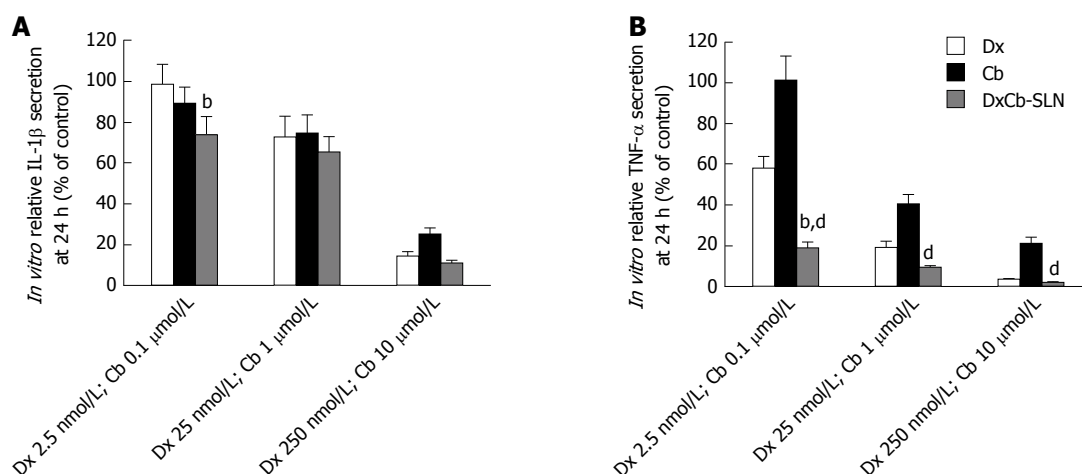 A
In vitro relative IL-1β secretion
at 24 h (% of control)
120
100
80
60
40
20
0
b
Dx 2.5 nmol/L; Cb 0.1 μmol/L
Dx 25 nmol/L; Cb 1 μmol/L
Dx 250 nmol/L; Cb 10 μmol/L
B
In vitro relative TNF-α secretion
at 24 h (% of control)
120
100
80
60
40
20
0
Dx
Cb
DxCb-SLN
b,d
d
d
Dx 2.5 nmol/L; Cb 0.1 μmol/L
Dx 25 nmol/L; Cb 1 μmol/L
Dx 250 nmol/L; Cb 10 μmol/L